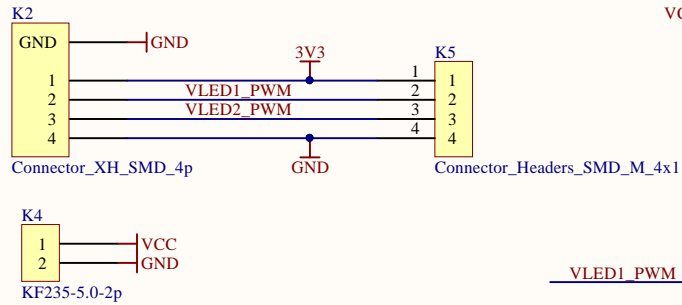 K2
VC
GND
GND
3V3
K5
1
1
1
VLED1_PWM
2
2
2
VLED2_PWM
3
3
3
4
4
4
Connector_XH_SMD_4p
GND
Connector_Headers_SMD_M_4x1
K4
1
VCC
2
GND
VLED1_PWM
KF235-5.0-2p